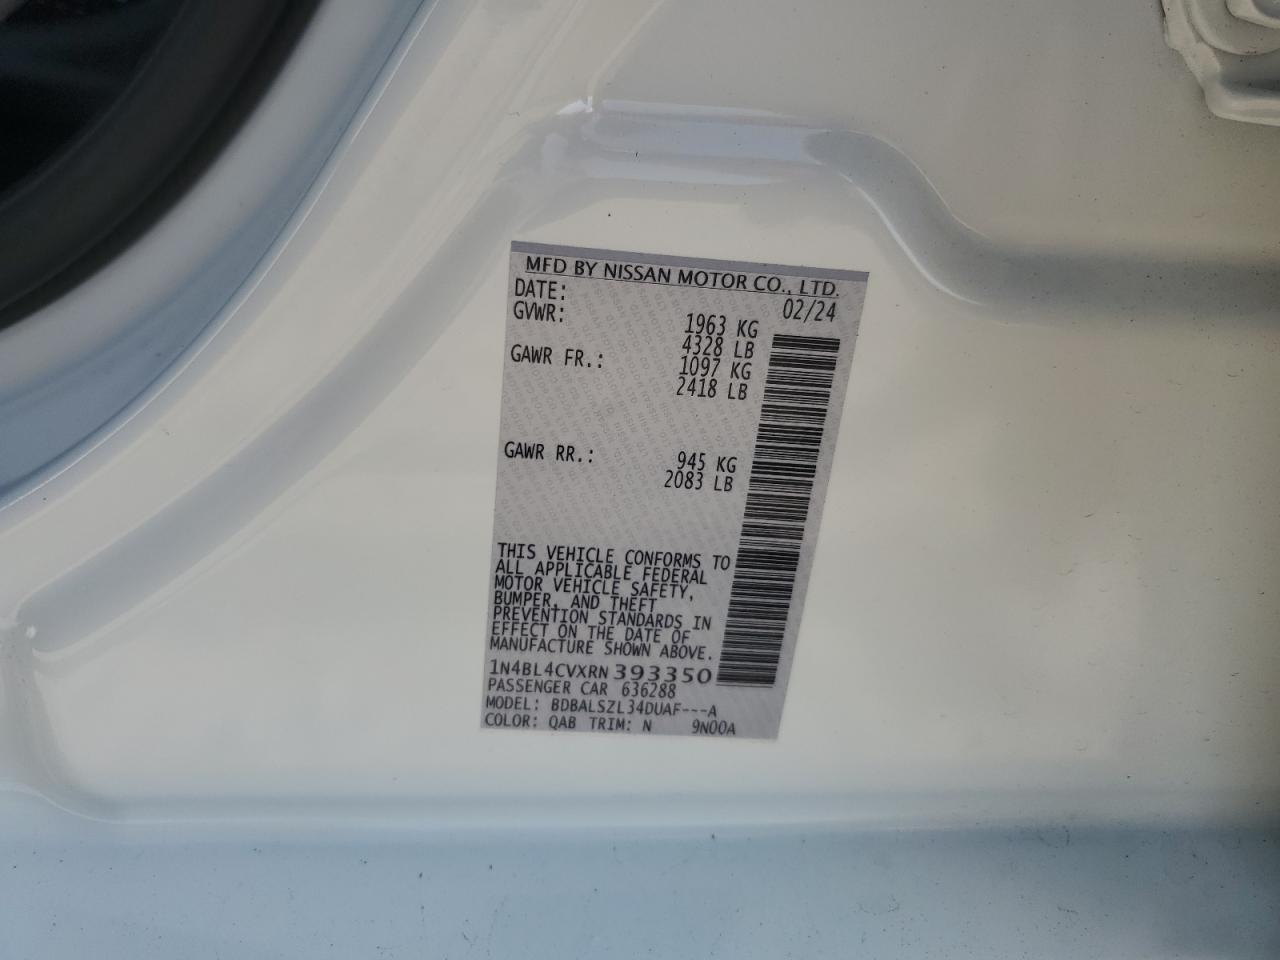 MFD BY NISSAN MOTOR CO., LTD.
DATE: 02/24
GVWR: 1963 KG
4328 LB
GAWR FR.: 1097 KG
2418 LB
GAWR RR.: 945 KG
2083 LB
THIS VEHICLE CONFORMS TO
ALL APPLICABLE FEDERAL
MOTOR VEHICLE SAFETY,
BUMPER, AND THEFT
PREVENTION STANDARDS IN
EFFECT ON THE DATE OF
MANUFACTURE SHOWN ABOVE.
1N4BL4CVXRN393350
PASSENGER CAR 636288
MODEL: BDBALSZL34DUAF---A
COLOR: QAB TRIM: N 9N00A